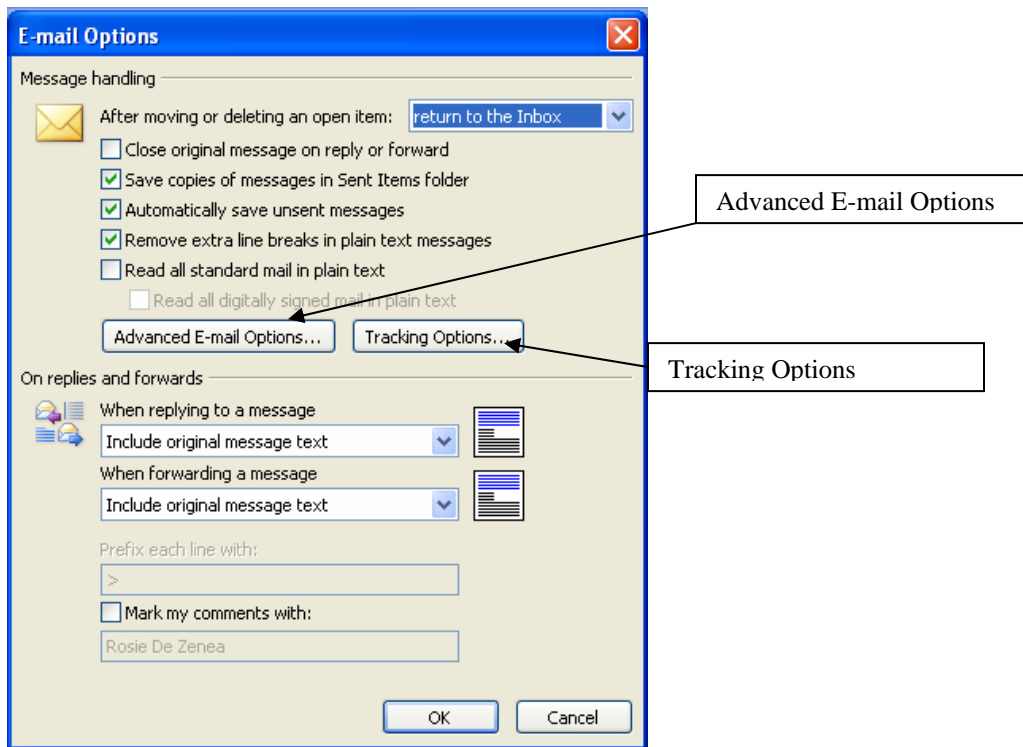 E-mail Options
Message handling
After moving or deleting an open item: return to the Inbox
Close original message on reply or forward
Save copies of messages in Sent Items folder
Automatically save unsent messages
Remove extra line breaks in plain text messages
Read all standard mail in plain text
Read all digitally signed mail in plain text
Advanced E-mail Options... Tracking Options...
On replies and forwards
When replying to a message
Include original message text
When forwarding a message
Include original message text
Prefix each line with:
>
Mark my comments with:
Rosie De Zenea
OK Cancel
Advanced E-mail Options
Tracking Options